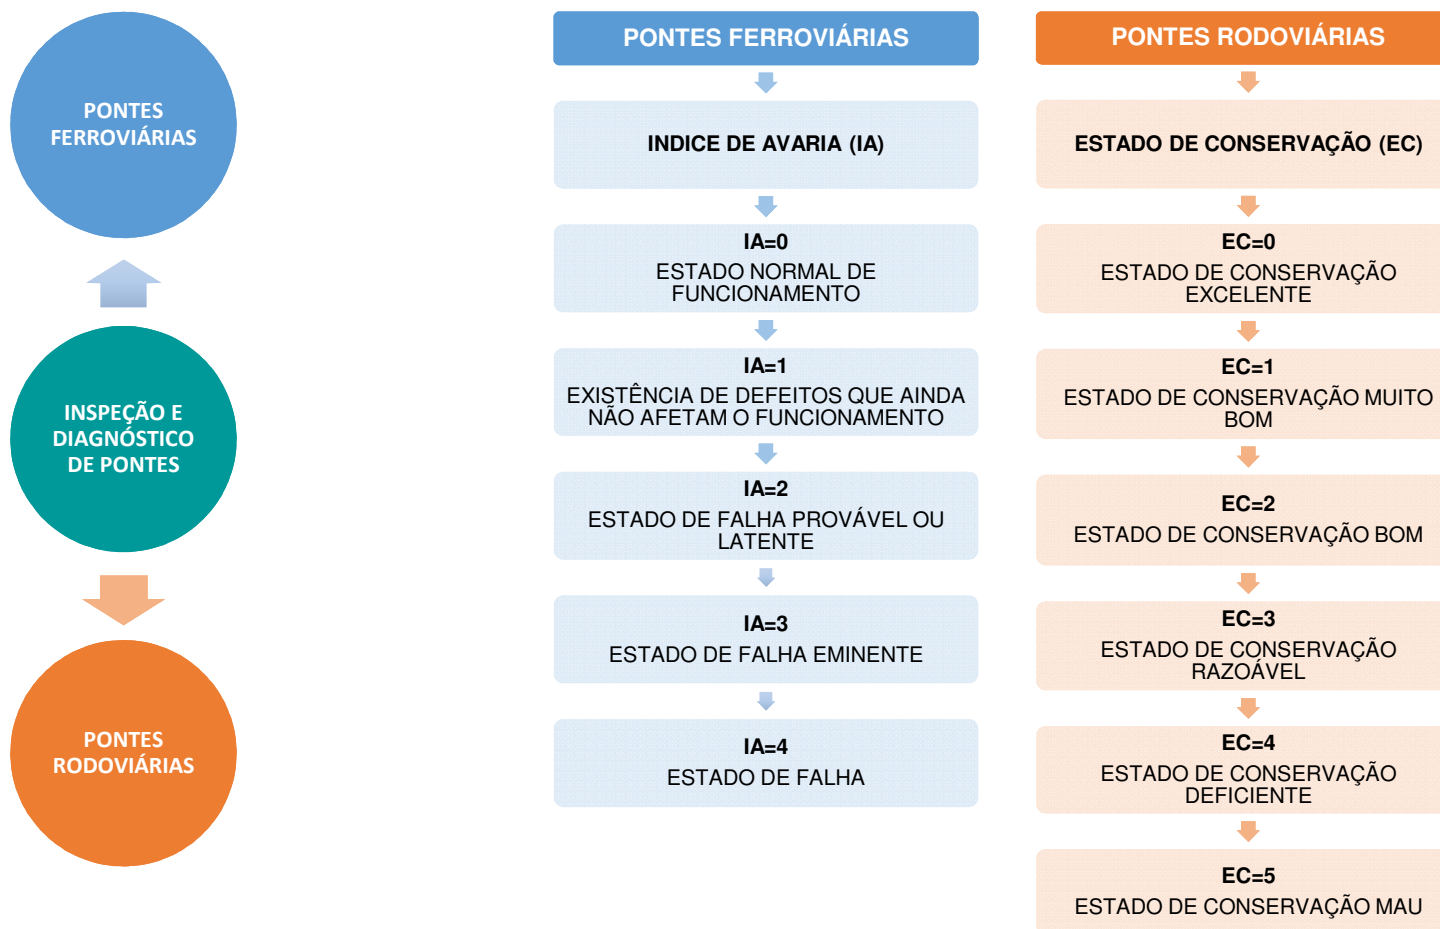 PONTES
FERROVIÁRIAS
INSPEÇÃO E
DIAGNÓSTICO
DE PONTES
PONTES
RODOVIÁRIAS
PONTES FERROVIÁRIAS
INDICE DE AVARIA (IA)
IA=0
ESTADO NORMAL DE
FUNCIONAMENTO
IA=1
EXISTÊNCIA DE DEFEITOS QUE AINDA
NÃO AFETAM O FUNCIONAMENTO
IA=2
ESTADO DE FALHA PROVÁVEL OU
LATENTE
IA=3
ESTADO DE FALHA EMINENTE
IA=4
ESTADO DE FALHA
PONTES RODOVIÁRIAS
ESTADO DE CONSERVAÇÃO (EC)
EC=0
ESTADO DE CONSERVAÇÃO
EXCELENTE
EC=1
ESTADO DE CONSERVAÇÃO MUITO
BOM
EC=2
ESTADO DE CONSERVAÇÃO BOM
EC=3
ESTADO DE CONSERVAÇÃO
RAZOÁVEL
EC=4
ESTADO DE CONSERVAÇÃO
DEFICIENTE
EC=5
ESTADO DE CONSERVAÇÃO MAU